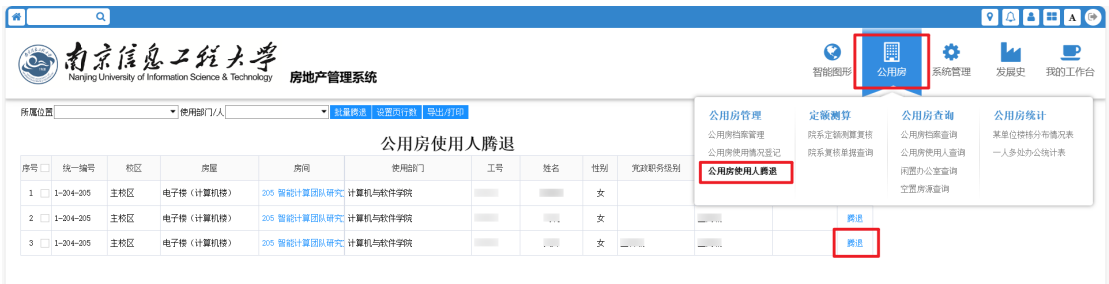 A
南京信息工程大学
Nanjing University of Information Science & Technology
房地产管理系统
智能图形 公用房 系统管理 发展史 我的工作台
所属位置 使用部门/人 批量腾退 设置页行数 导出/打印
公用房使用人腾退
公用房管理 定额测算 公用房查询 公用房统计
公用房档案管理 院系定额测算复核 公用房档案查询 某单位楼栋分布情况表
公用房使用情况登记 院系复核单据查询 公用房使用人查询 一人多处办公统计表
公用房使用人腾退 闲置办公室查询
空置房源查询
序号 统一编号 校区 房屋 房间 使用部门 工号 姓名 性别 党政职务级别
1 1-204-205 主校区 电子楼（计算机楼） 205 智能计算团队研究 计算机与软件学院 女
2 1-204-205 主校区 电子楼（计算机楼） 205 智能计算团队研究 计算机与软件学院 女 腾退
3 1-204-205 主校区 电子楼（计算机楼） 205 智能计算团队研究 计算机与软件学院 女 腾退